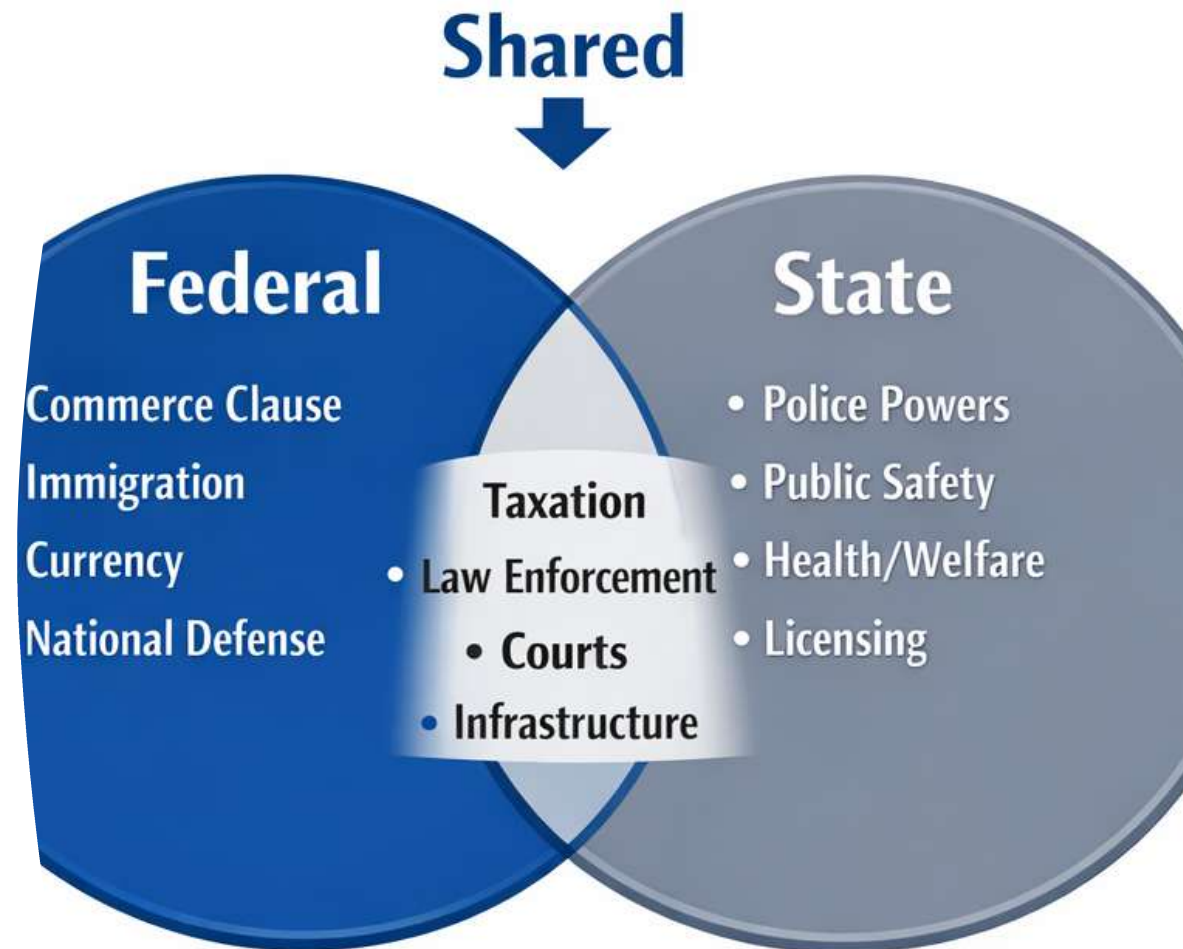 Shared
Federal
Commerce Clause
Immigration
Currency
National Defense
Taxation
• Law Enforcement
• Courts
• Infrastructure
State
• Police Powers
• Public Safety
• Health/Welfare
• Licensing